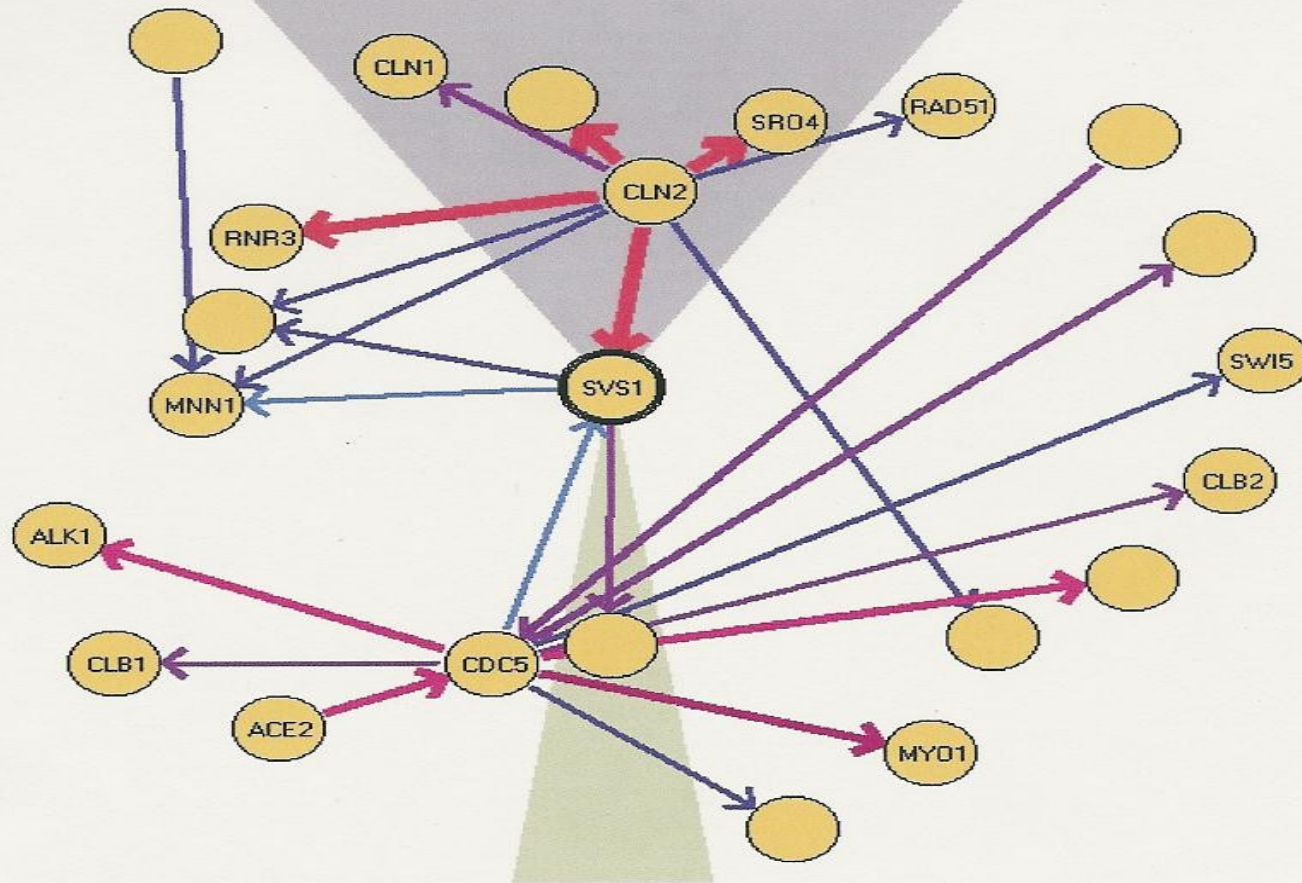 CLN1
SRO4
RAD51
CLN2
RNR3
SWI5
SVS1
MNN1
CLB2
ALK1
CLB1
CDC5
ACE2
MYO1